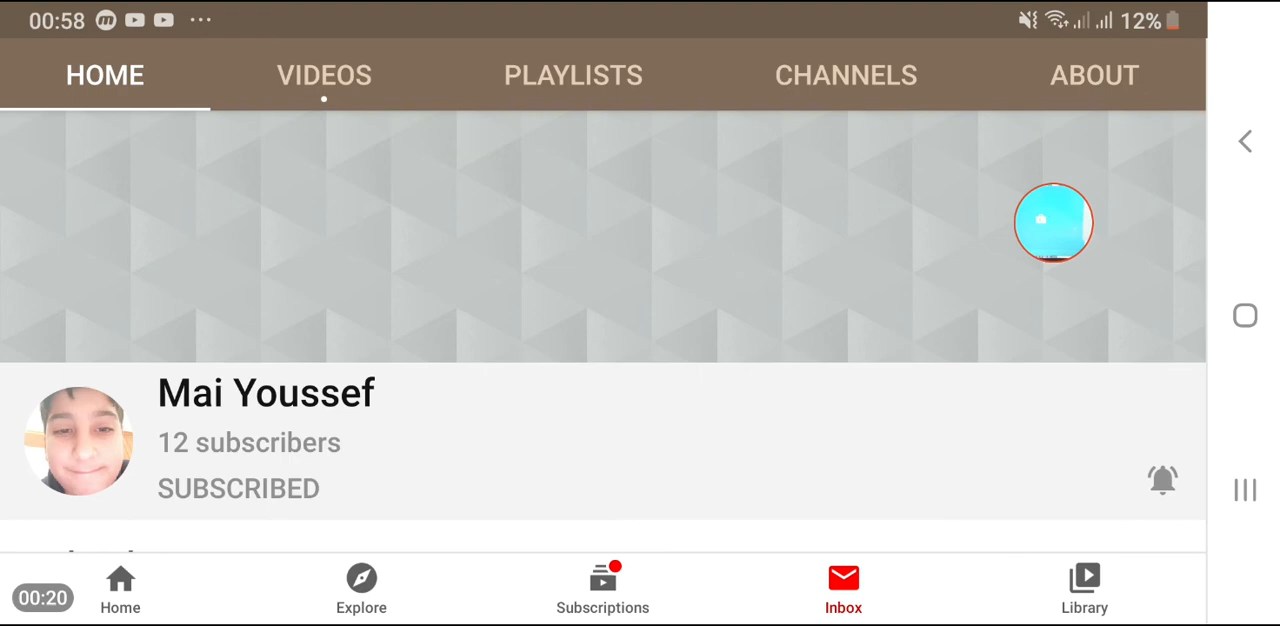 00:58 12%
HOME VIDEOS PLAYLISTS CHANNELS ABOUT
Mai Youssef
12 subscribers
SUBSCRIBED
00:20
Home Explore Subscriptions Inbox Library